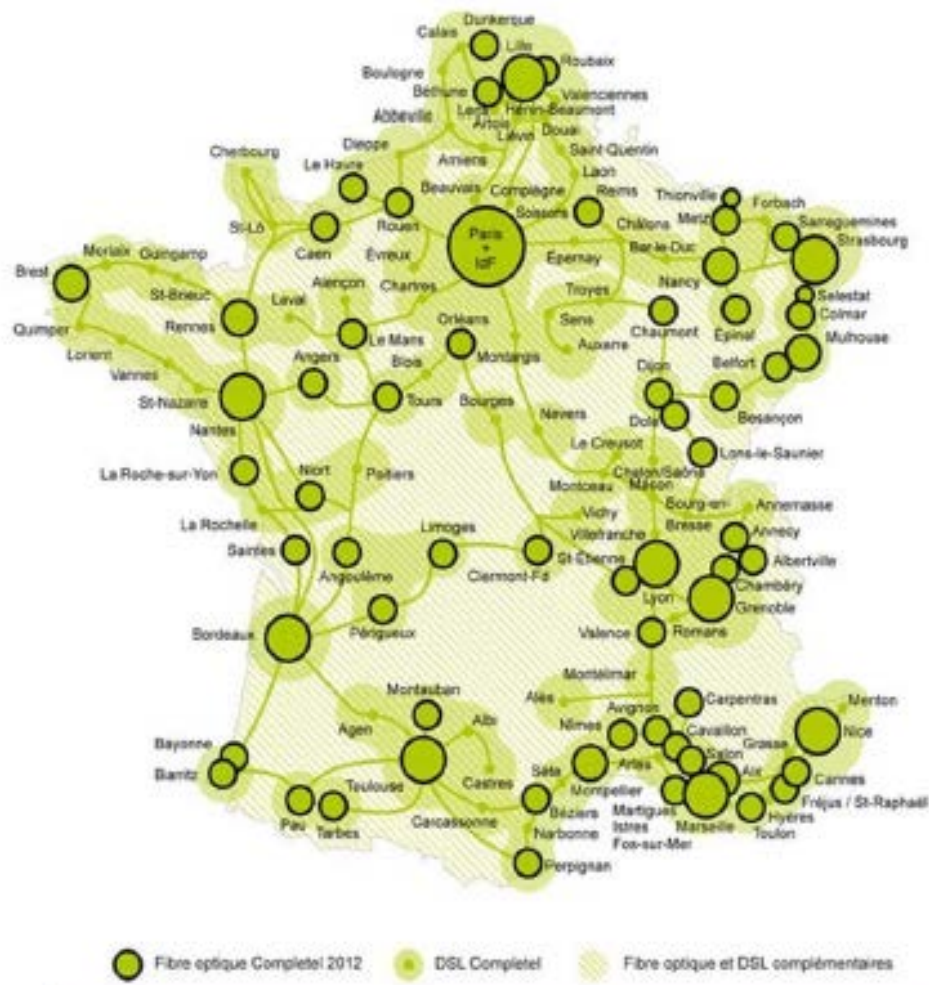 Dunkerque
Calais
Lille
Roubaix
Boulogne
Béthune
Valenciennes
Lens
Hénin-Beaumont
Abbeville
Artois
Douai
Liévin
Dieppe
Saint-Quentin
Cherbourg
Amiens
Le Havre
Laon
Beauvais
Compiègne
Reims
Thionville
Forbach
Soissons
Metz
Sarreguemines
St-Lô
Rouen
Châlons
Strasbourg
Paris
+
IdF
Caen
Bar-le-Duc
Morlaix
Guingamp
Évreux
Epernay
Nancy
Brest
Alençon
Chartres
Troyes
Selestat
St-Brieuc
Laval
Colmar
Orléans
Sens
Quimper
Rennes
Le Mans
Chaumont
Epinal
Lorient
Angers
Montargis
Auxerre
Mulhouse
Blois
Dijon
Belfort
Vannes
St-Nazaire
Tours
Bourges
Dole
Besançon
Nantes
Nevers
Le Creusot
Lons-le-Saunier
La Roche-sur-Yon
Niort
Poitiers
Chalon/Saône
Montceau
Macon
Bourg-en-
Bresse
Annemasse
La Rochelle
Vichy
Limoges
Villefranche
Annecy
Saintes
St-Étienne
Albertville
Angoulême
Clermont-Fd
Chambéry
Lyon
Grenoble
Bordeaux
Périgueux
Valence
Romans
Montélimar
Montauban
Alès
Carpentras
Menton
Avignon
Agen
Albi
Nîmes
Cavaillon
Nice
Bayonne
Grasse
Salon
Biarritz
Arles
Aix
Toulouse
Castres
Sète
Cannes
Montpellier
Fréjus / St-Raphaël
Pau
Béziers
Martigues
Hyères
Tarbes
Carcassonne
Istres
Marseille
Toulon
Narbonne
Fos-sur-Mer
Perpignan
Fibre optique Completel 2012
DSL Completel
Fibre optique et DSL complémentaires